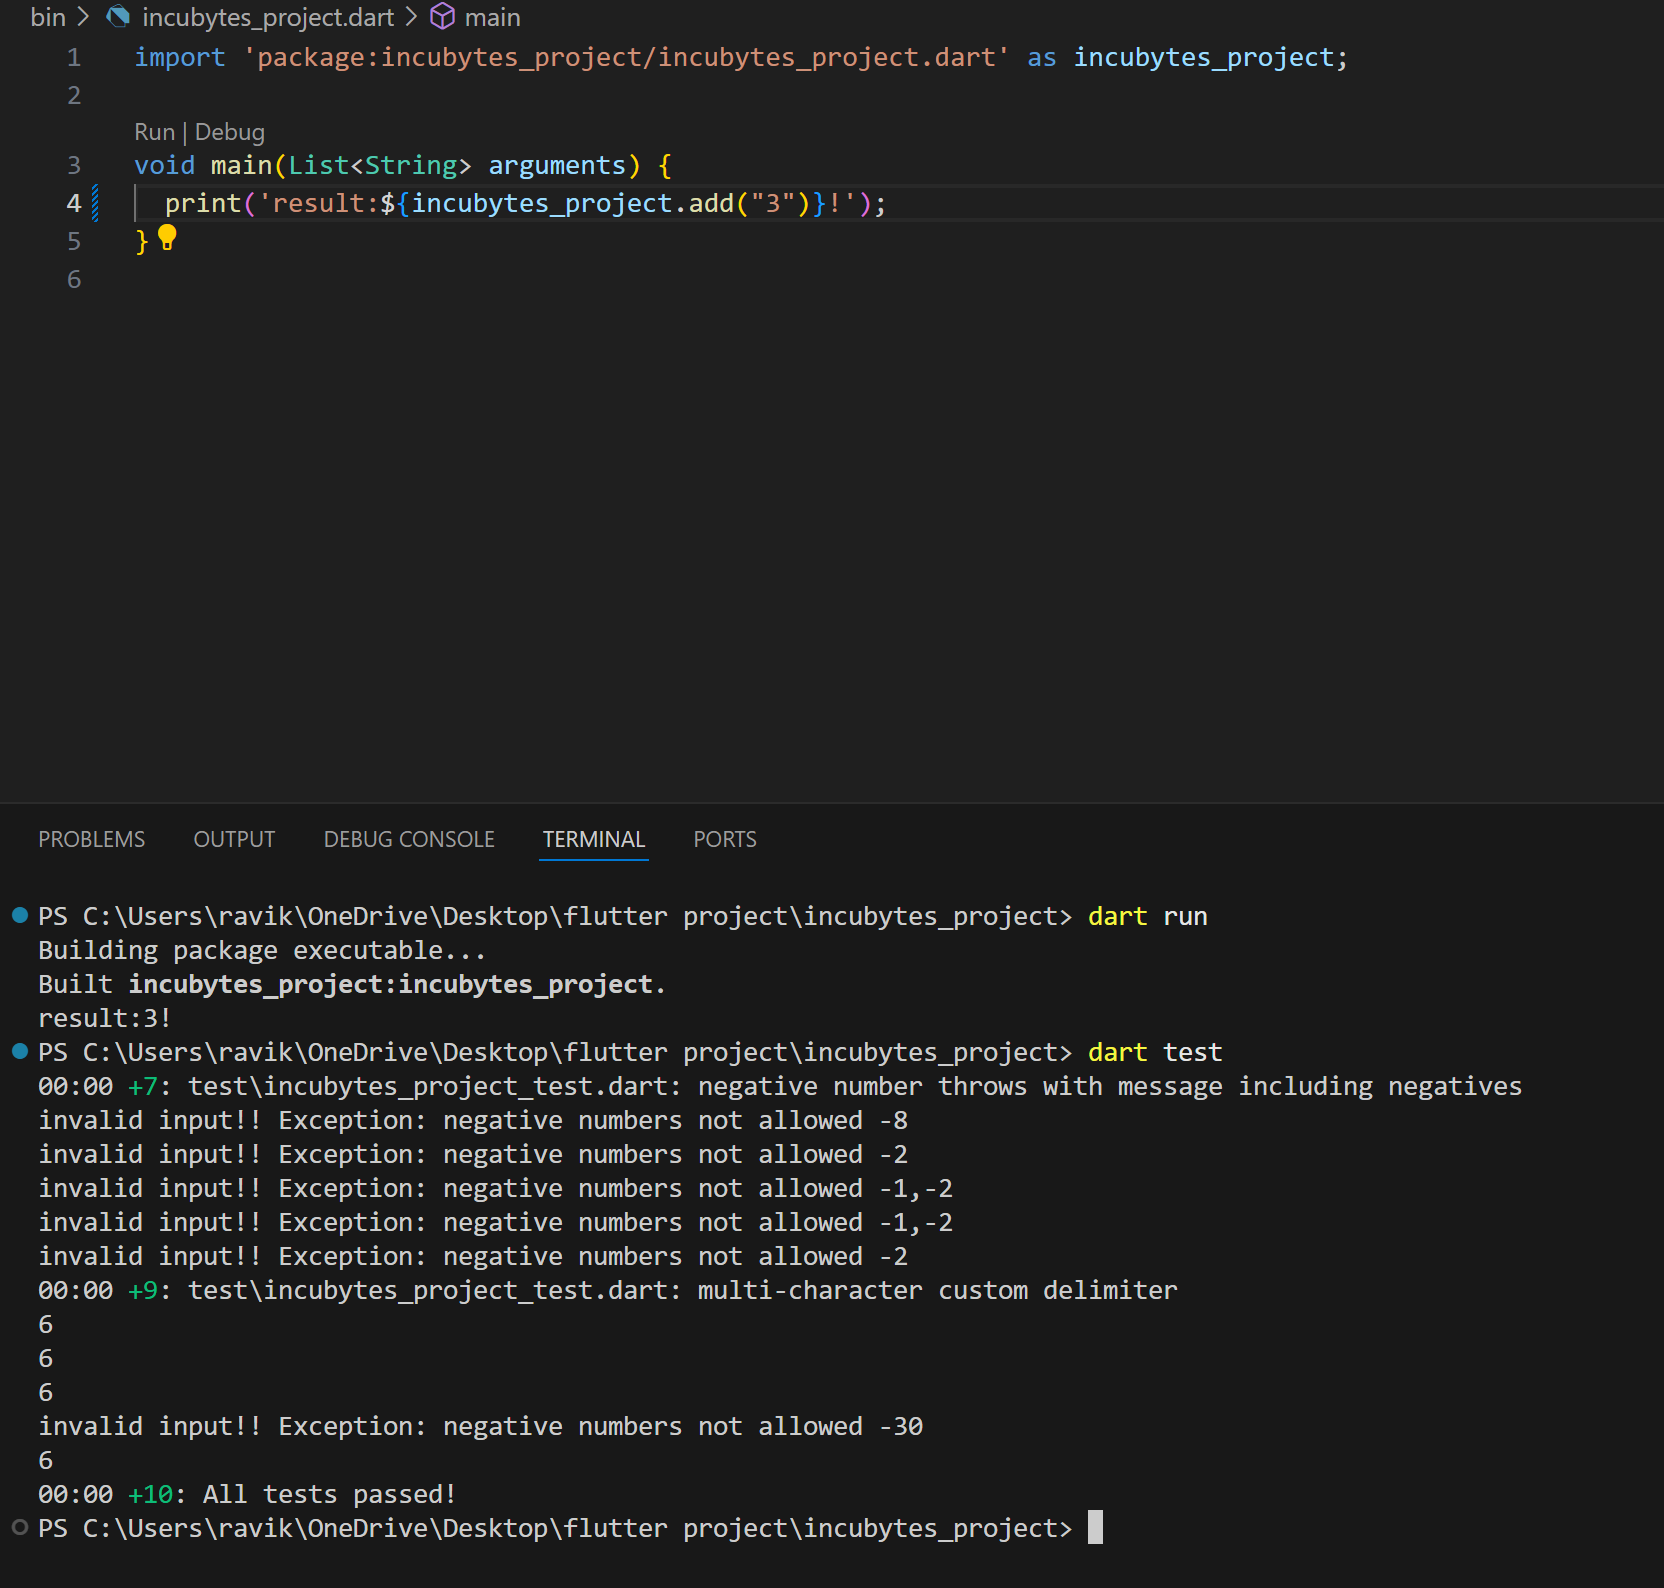 bin > incubytes_project.dart > main
1 import 'package:incubytes_project/incubytes_project.dart' as incubytes_project;
2
Run | Debug
3 void main(List<String> arguments) {
4   print('result:${incubytes_project.add("3")}!');
5 }
6
PROBLEMS OUTPUT DEBUG CONSOLE TERMINAL PORTS
PS C:\Users\ravik\OneDrive\Desktop\flutter project\incubytes_project> dart run
Building package executable...
Built incubytes_project:incubytes_project.
result:3!
PS C:\Users\ravik\OneDrive\Desktop\flutter project\incubytes_project> dart test
00:00 +7: test\incubytes_project_test.dart: negative number throws with message including negatives
invalid input!! Exception: negative numbers not allowed -8
invalid input!! Exception: negative numbers not allowed -2
invalid input!! Exception: negative numbers not allowed -1,-2
invalid input!! Exception: negative numbers not allowed -1,-2
invalid input!! Exception: negative numbers not allowed -2
00:00 +9: test\incubytes_project_test.dart: multi-character custom delimiter
6
6
6
invalid input!! Exception: negative numbers not allowed -30
6
00:00 +10: All tests passed!
PS C:\Users\ravik\OneDrive\Desktop\flutter project\incubytes_project>